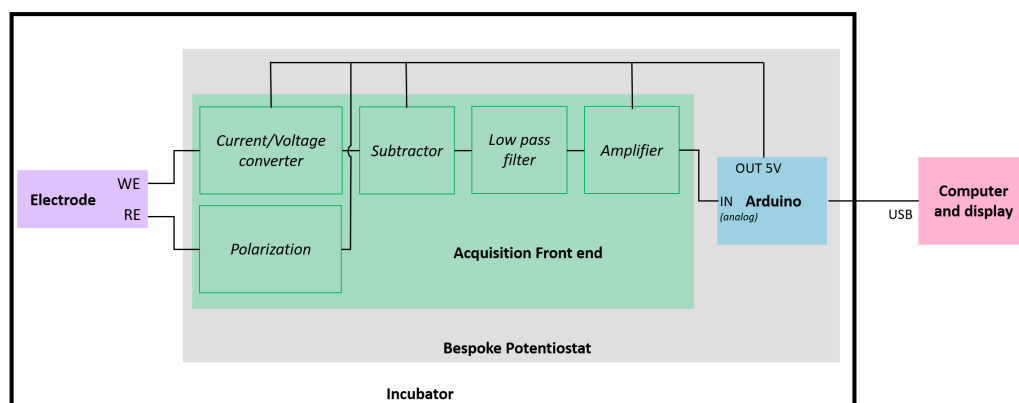 Electrode
WE
RE
Current/Voltage
converter
Subtractor
Low pass
filter
Amplifier
Polarization
Acquisition Front end
OUT 5V
IN
(analog)
Arduino
USB
Computer
and display
Bespoke Potentiostat
Incubator